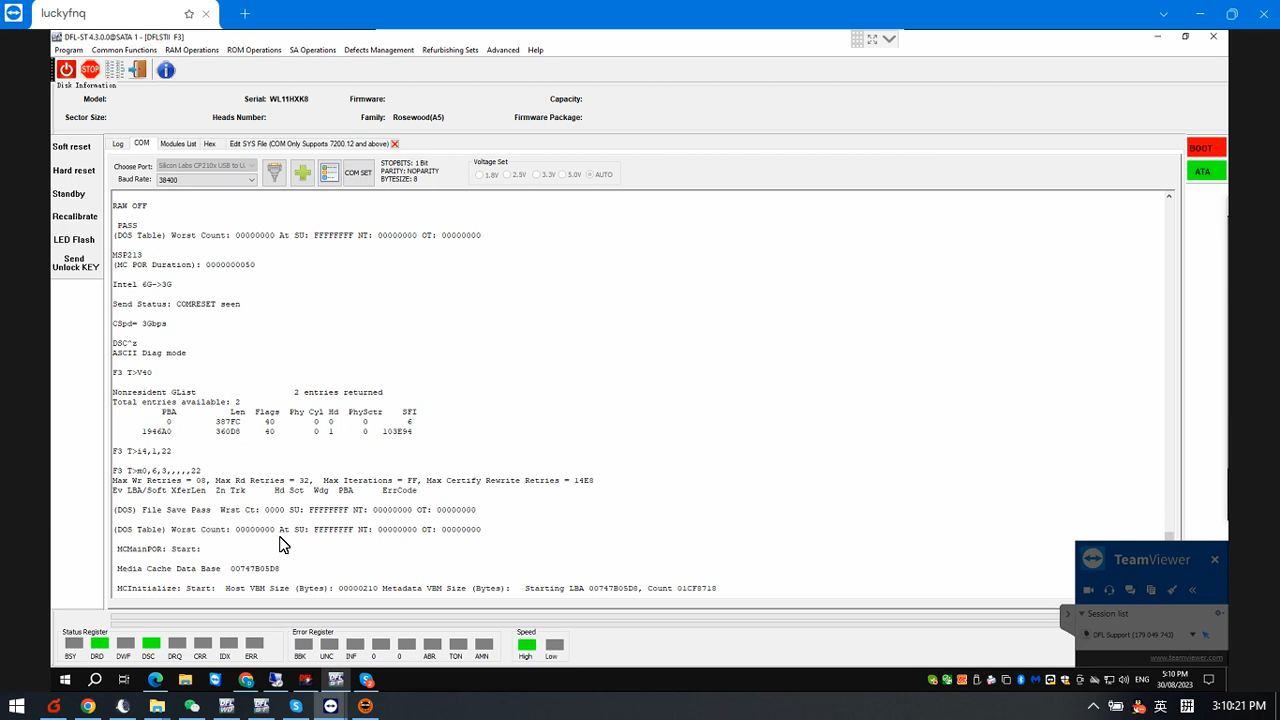 luckyfnq
DFL-ST 4.3.0.0@SATA 1 - [DFLSTII F3]
Program Common Functions RAM Operations ROM Operations SA Operations Defects Management Refurbishing Sets Advanced Help
STOP
Disk Information
Model: Serial: WL11HXK8 Firmware: Capacity:
Sector Size: Heads Number: Family: Rosewood(A5) Firmware Package:
Soft reset
Hard reset
Standby
Recalibrate
LED Flash
Send
Unlock KEY
Log COM Modules List Hex Edit SYS File (COM Only Supports 7200.12 and above)
Choose Port: Silicon Labs CP210x USB to U
Baud Rate: 38400
COM SET
STOPBITS: 1 Bit
PARITY: NOPARITY
BYTESIZE: 8
Voltage Set
1.8V 2.5V 3.3V 5.0V AUTO
BOOT
ATA
RAW OFF
PASS
(DOS Table) Worst Count: 00000000 At SU: FFFFFFFF NT: 00000000 OT: 00000000
MSP213
(MC POR Duration): 0000000050
Intel 6G->3G
Send Status: COMRESET seen
CSpd= 3Gbps
DSC^z
ASCII Diag mode
F3 T>V40
Nonresident GList 2 entries returned
Total entries available: 2
PBA Len Flags Phy Cyl Hd PhySctr SFI
0 387FC 40 0 0 0 6
1946A0 360D8 40 0 1 0 103E94
F3 T>i4,1,22
F3 T>m0,6,3,,,,,22
Max Wr Retries = 08, Max Rd Retries = 32, Max Iterations = FF, Max Certify Rewrite Retries = 14E8
Ev LBA/Soft XferLen Zn Trk Hd Sct Wdg PBA ErrCode
(DOS) File Save Pass Wrst Ct: 0000 SU: FFFFFFFF NT: 00000000 OT: 00000000
(DOS Table) Worst Count: 00000000 At SU: FFFFFFFF NT: 00000000 OT: 00000000
MCMainPOR: Start:
Media Cache Data Base 00747B05D8
MCInitialize: Start: Host VBM Size (Bytes): 00000210 Metadata VBM Size (Bytes): Starting LBA 00747B05D8, Count 01CF8718
Status Register
BSY DRD DWF DSC DRQ CRR IDX ERR
Error Register
BBK UNC INF 0 0 ABR TON AMN
Speed
High Low
TeamViewer
Session list
DFL Support (179 049 743)
www.teamviewer.com
ENG
5:10 PM
30/08/2023
英
3:10:21 PM